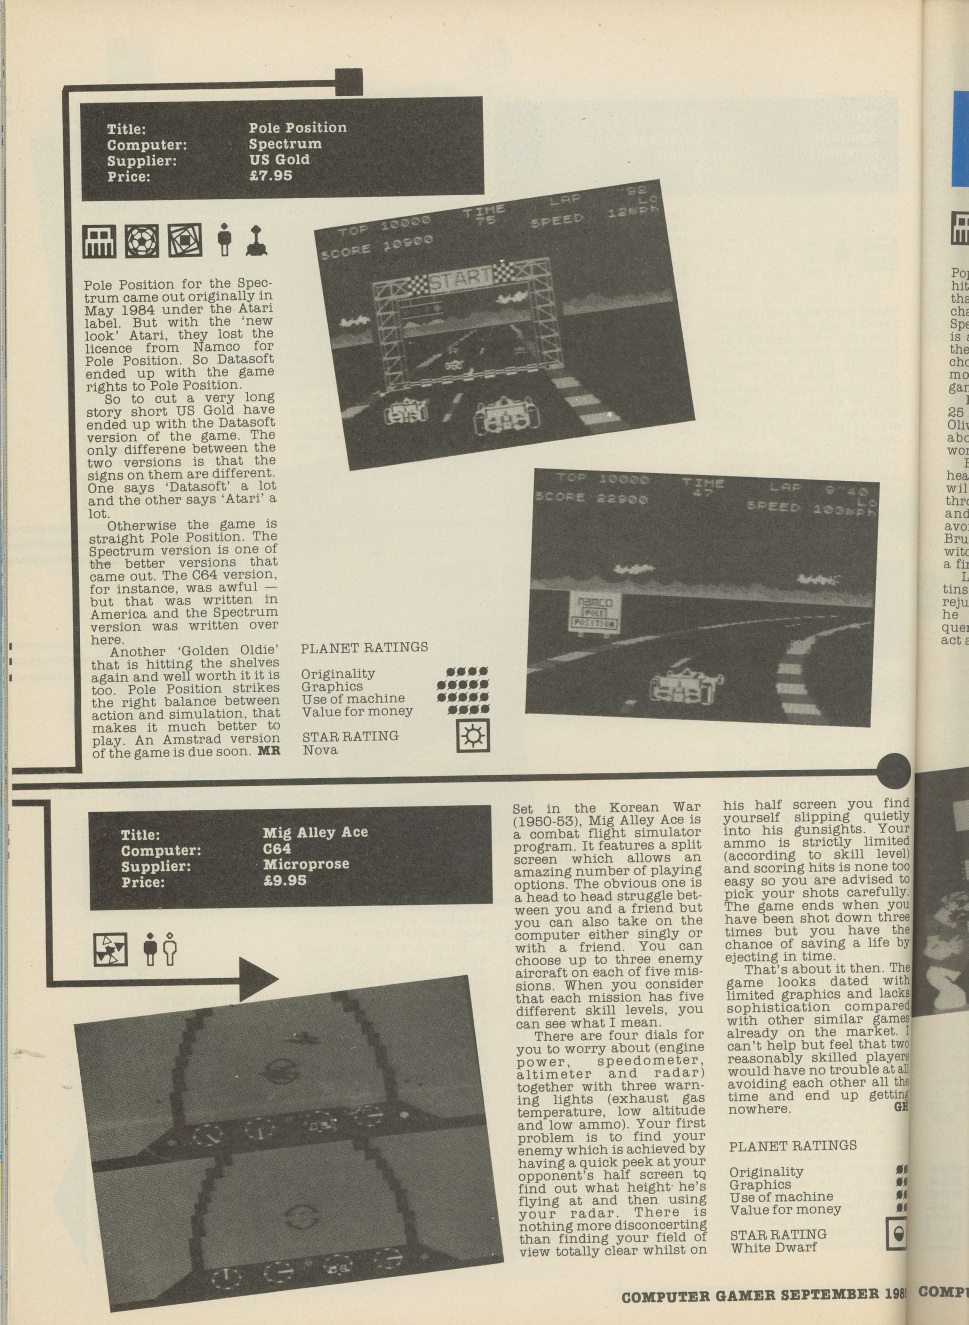 Title: Pole Position
Computer: Spectrum
Supplier: US Gold
Price: £7.95
TOP 10000 TIME LAP "92
SCORE 10900 75 SPEED 12mph
Lo
START
Pole Position for the Spec-
trum came out originally in
May 1984 under the Atari
label. But with the 'new
look' Atari, they lost the
licence from Namco for
Pole Position. So Datasoft
ended up with the game
rights to Pole Position.
So to cut a very long
story short US Gold have
ended up with the Datasoft
version of the game. The
only differene between the
two versions is that the
signs on them are different.
One says 'Datasoft' a lot
and the other says 'Atari' a
lot.
Otherwise the game is
straight Pole Position. The
Spectrum version is one of
the better versions that
came out. The C64 version,
for instance, was awful —
but that was written in
America and the Spectrum
version was written over
here.
Another 'Golden Oldie'
that is hitting the shelves
again and well worth it it is
too. Pole Position strikes
the right balance between
action and simulation, that
makes it much better to
play. An Amstrad version
of the game is due soon. MR
TOP 10000 TIME LAP 9"40
SCORE 22900 47 SPEED 103mph
Lo
namco
POLE
POSITION
PLANET RATINGS
Originality
Graphics
Use of machine
Value for money
STAR RATING
Nova
Title: Mig Alley Ace
Computer: C64
Supplier: Microprose
Price: £9.95
Set in the Korean War
(1950-53), Mig Alley Ace is
a combat flight simulator
program. It features a split
screen which allows an
amazing number of playing
options. The obvious one is
a head to head struggle bet-
ween you and a friend but
you can also take on the
computer either singly or
with a friend. You can
choose up to three enemy
aircraft on each of five mis-
sions. When you consider
that each mission has five
different skill levels, you
can see what I mean.
There are four dials for
you to worry about (engine
power, speedometer,
altimeter and radar)
together with three warn-
ing lights (exhaust gas
temperature, low altitude
and low ammo). Your first
problem is to find your
enemy which is achieved by
having a quick peek at your
opponent's half screen to
find out what height he's
flying at and then using
your radar. There is
nothing more disconcerting
than finding your field of
view totally clear whilst on
his half screen you find
yourself slipping quietly
into his gunsights. Your
ammo is strictly limited
(according to skill level)
and scoring hits is none too
easy so you are advised to
pick your shots carefully.
The game ends when you
have been shot down three
times but you have the
chance of saving a life by
ejecting in time.
That's about it then. The
game looks dated with
limited graphics and lacks
sophistication compared
with other similar games
already on the market. I
can't help but feel that two
reasonably skilled players
would have no trouble at all
avoiding each other all the
time and end up getting
nowhere. GH
PLANET RATINGS
Originality
Graphics
Use of machine
Value for money
STAR RATING
White Dwarf
COMPUTER GAMER SEPTEMBER 198